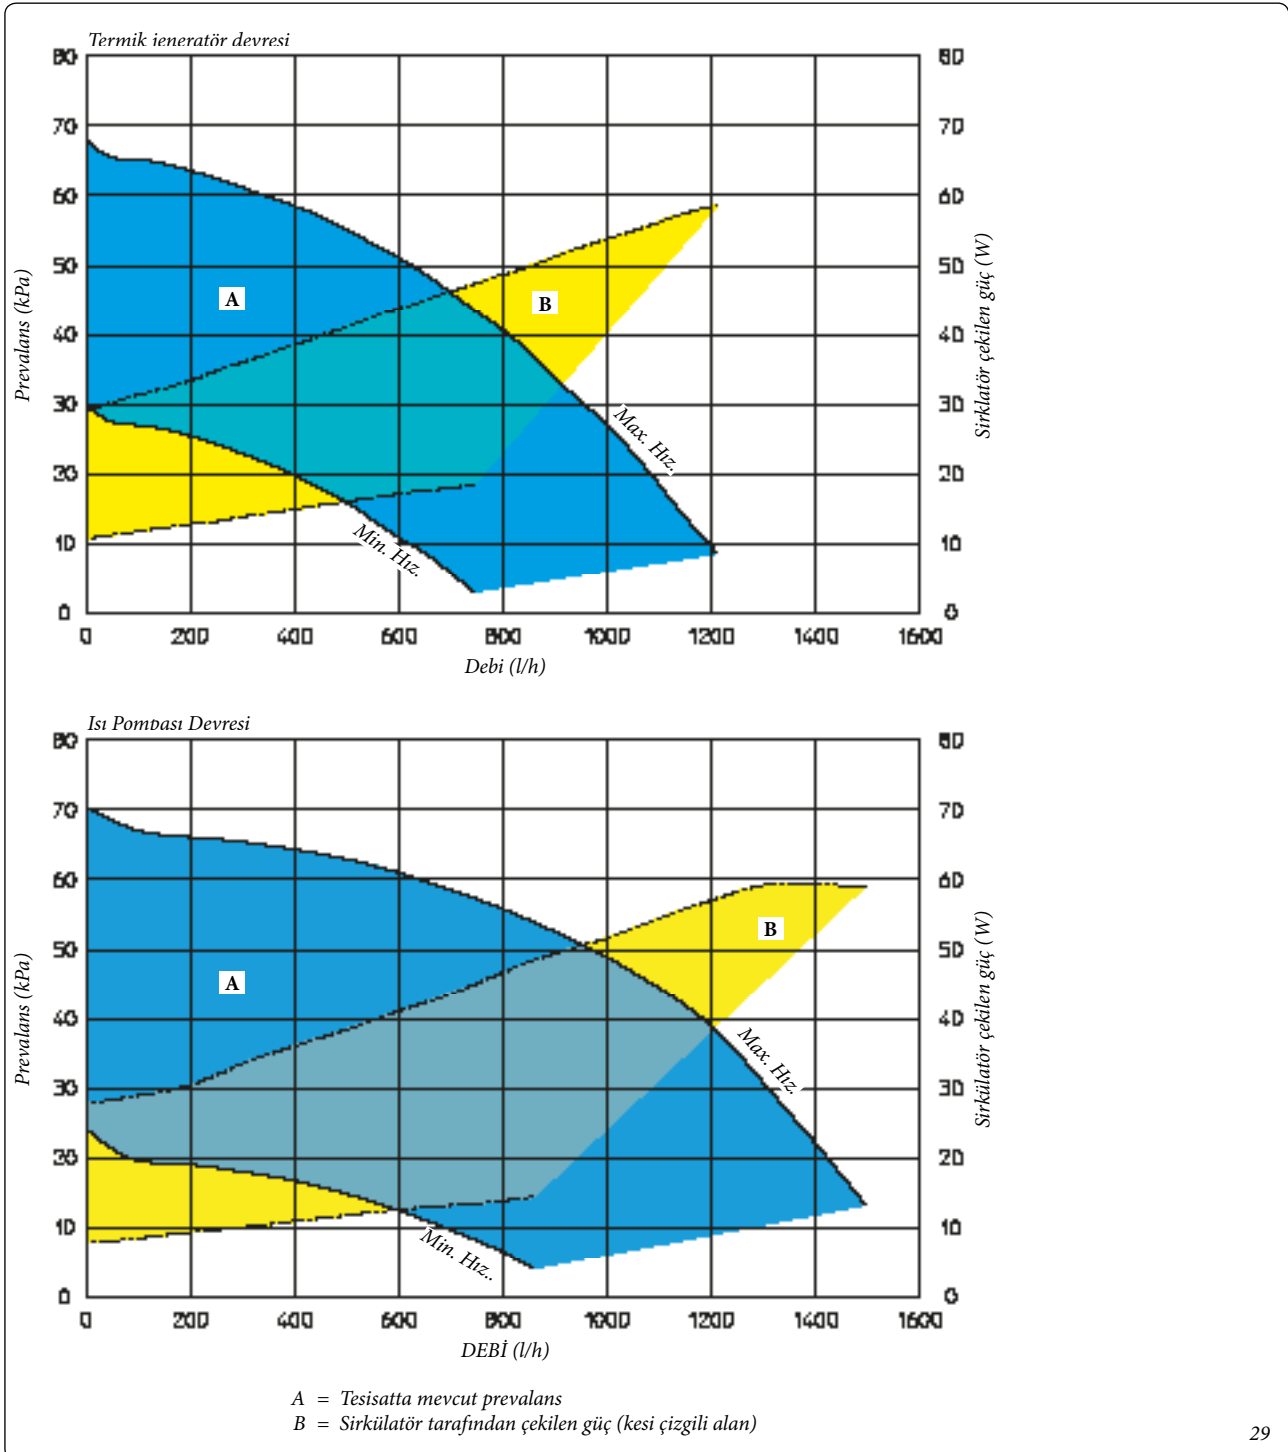 Termik jeneratör devresi
80 80
70 70
60 60
50 50
40 40
30 30
20 20
10 10
0 0
Prevalans (kPa)
Sirklatör çekilen güç (W)
A
B
Max. Hız.
Min. Hız.
0 200 400 600 800 1000 1200 1400 1600
Debi (l/h)
Isı Pompası Devresi
80 80
70 70
60 60
50 50
40 40
30 30
20 20
10 10
0 0
Prevalans (kPa)
Sirkülatör çekilen güç (W)
A
B
Max. Hız.
Min. Hız..
0 200 400 600 800 1000 1200 1400 1600
DEBİ (l/h)
A = Tesisatta mevcut prevalans
B = Sirkülatör tarafından çekilen güç (kesi çizgili alan)
29